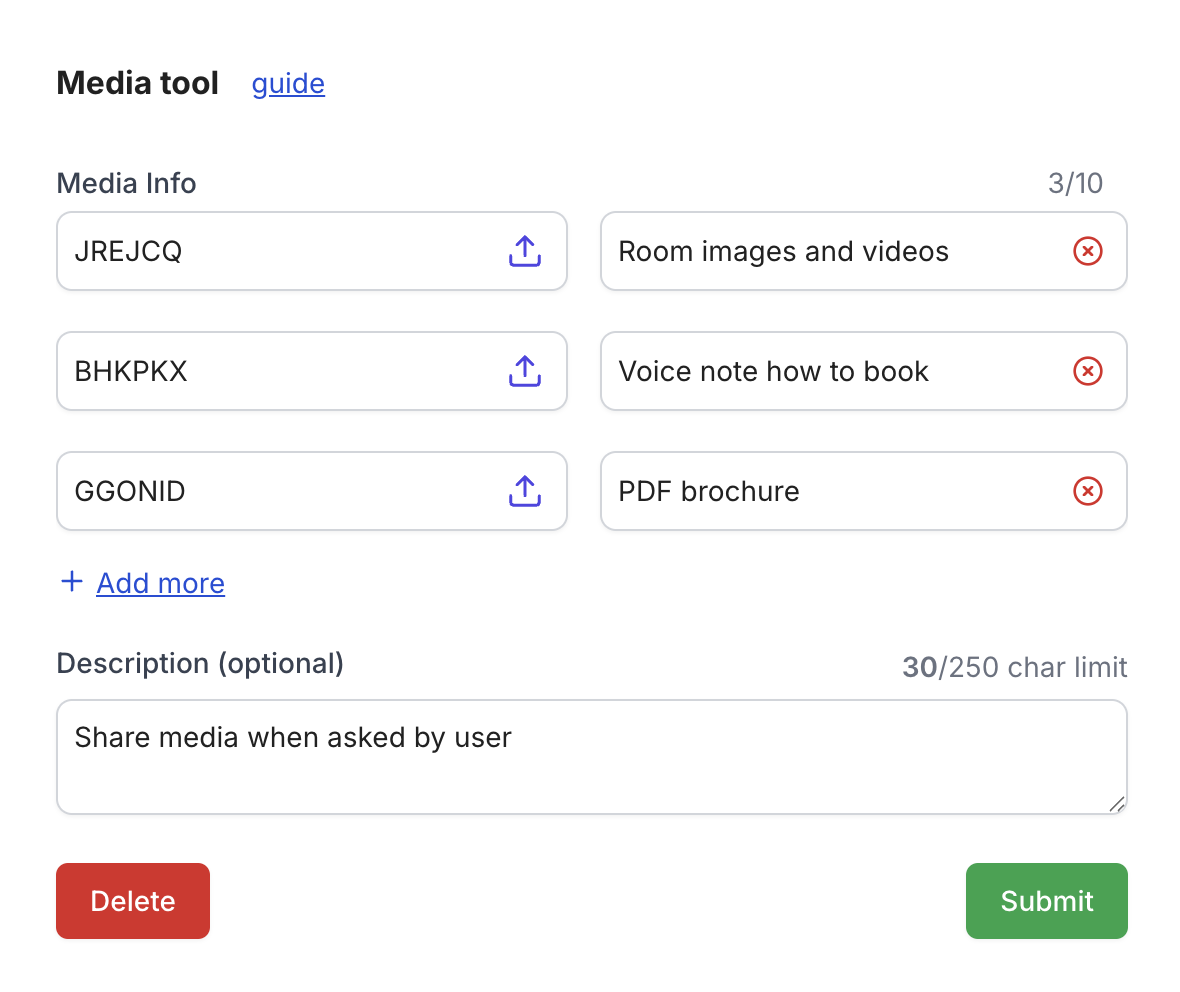 Media tool guide
Media Info 3/10
JREJCQ Room images and videos
BHKPKX Voice note how to book
GGONID PDF brochure
+ Add more
Description (optional) 30/250 char limit
Share media when asked by user
Delete Submit